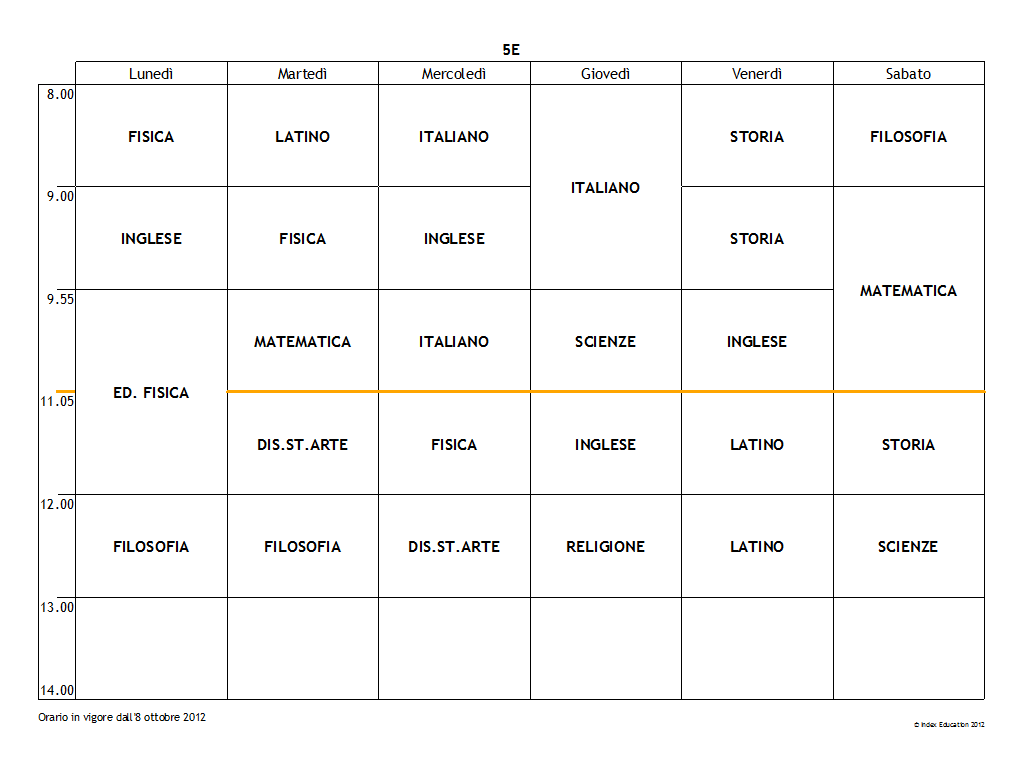 5E
Lunedì Martedì Mercoledì Giovedì Venerdì Sabato
8.00
FISICA LATINO ITALIANO STORIA FILOSOFIA
ITALIANO
9.00
INGLESE FISICA INGLESE STORIA
MATEMATICA
9.55
MATEMATICA ITALIANO SCIENZE INGLESE
ED. FISICA
11.05
DIS.ST.ARTE FISICA INGLESE LATINO STORIA
12.00
FILOSOFIA FILOSOFIA DIS.ST.ARTE RELIGIONE LATINO SCIENZE
13.00
14.00
Orario in vigore dall'8 ottobre 2012
© Index Education 2012